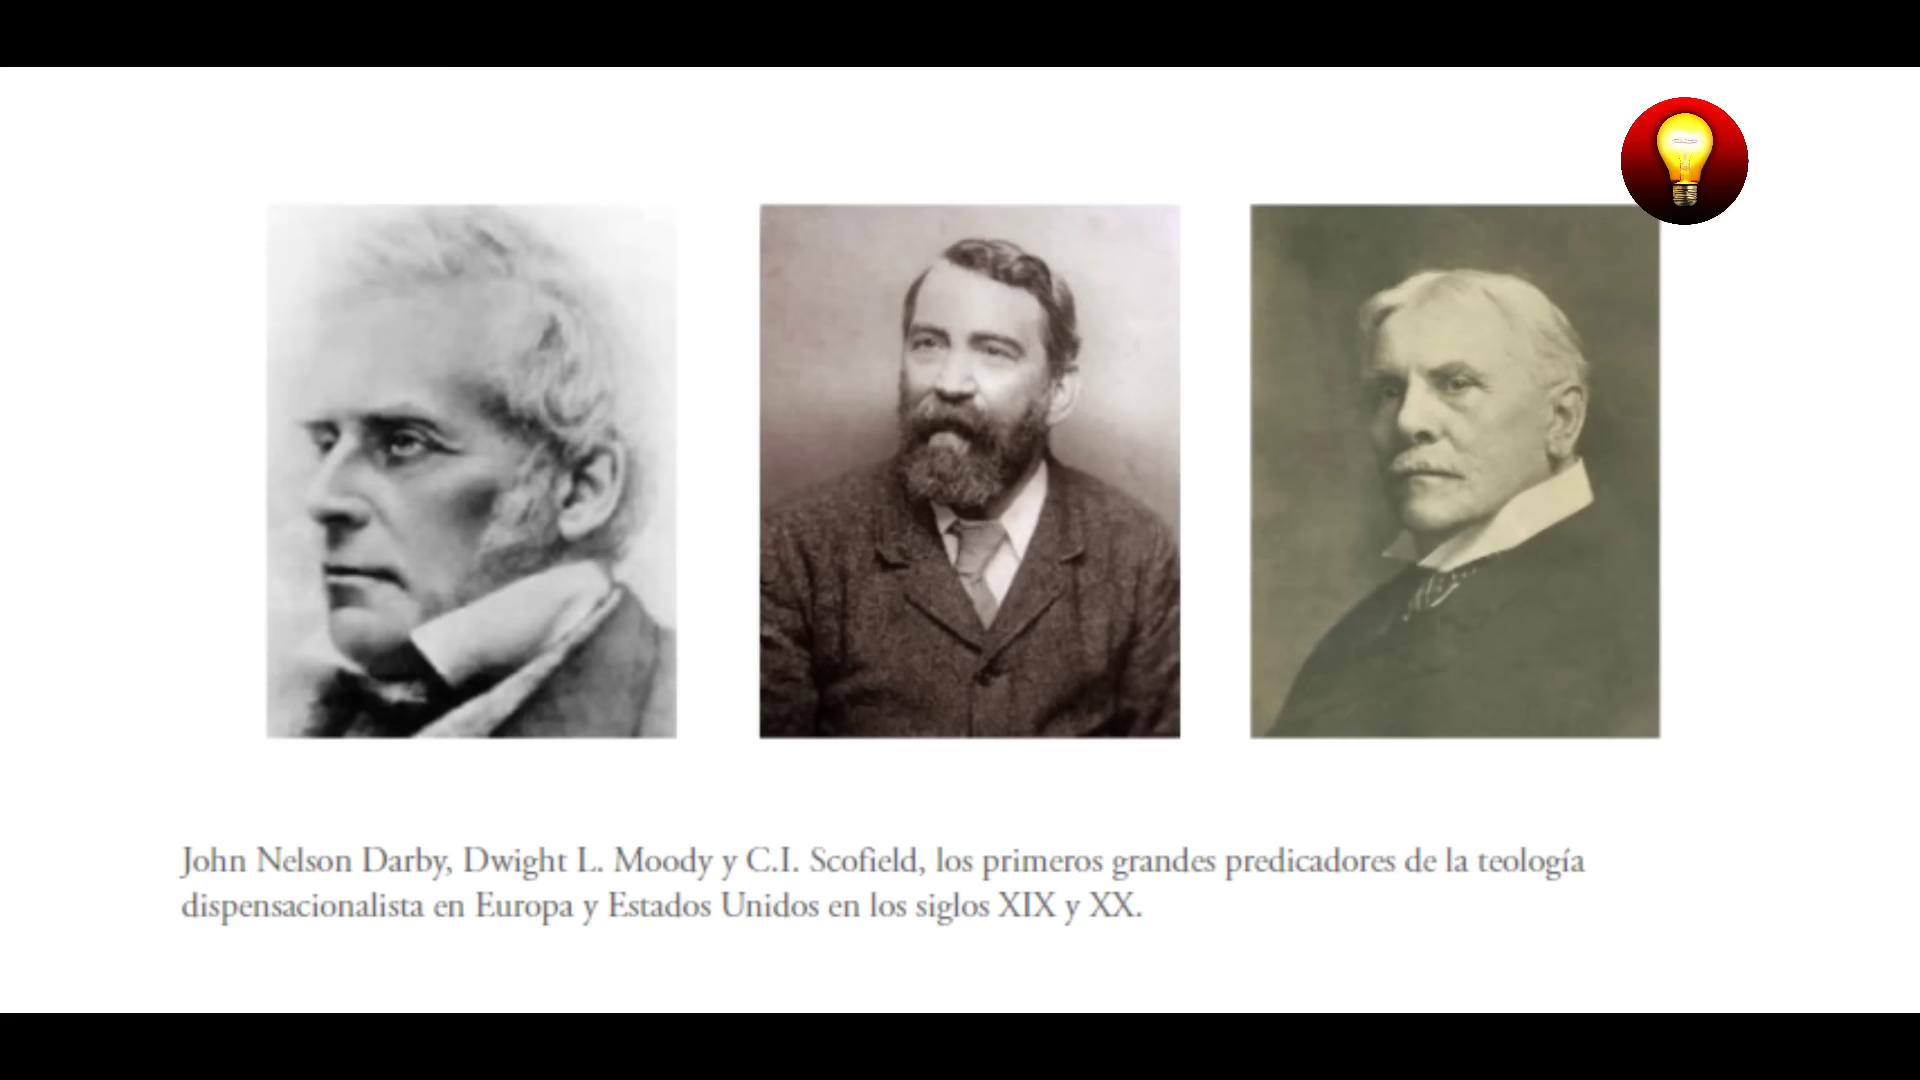 John Nelson Darby, Dwight L. Moody y C.I. Scofield, los primeros grandes predicadores de la teología
dispensacionalista en Europa y Estados Unidos en los siglos XIX y XX.